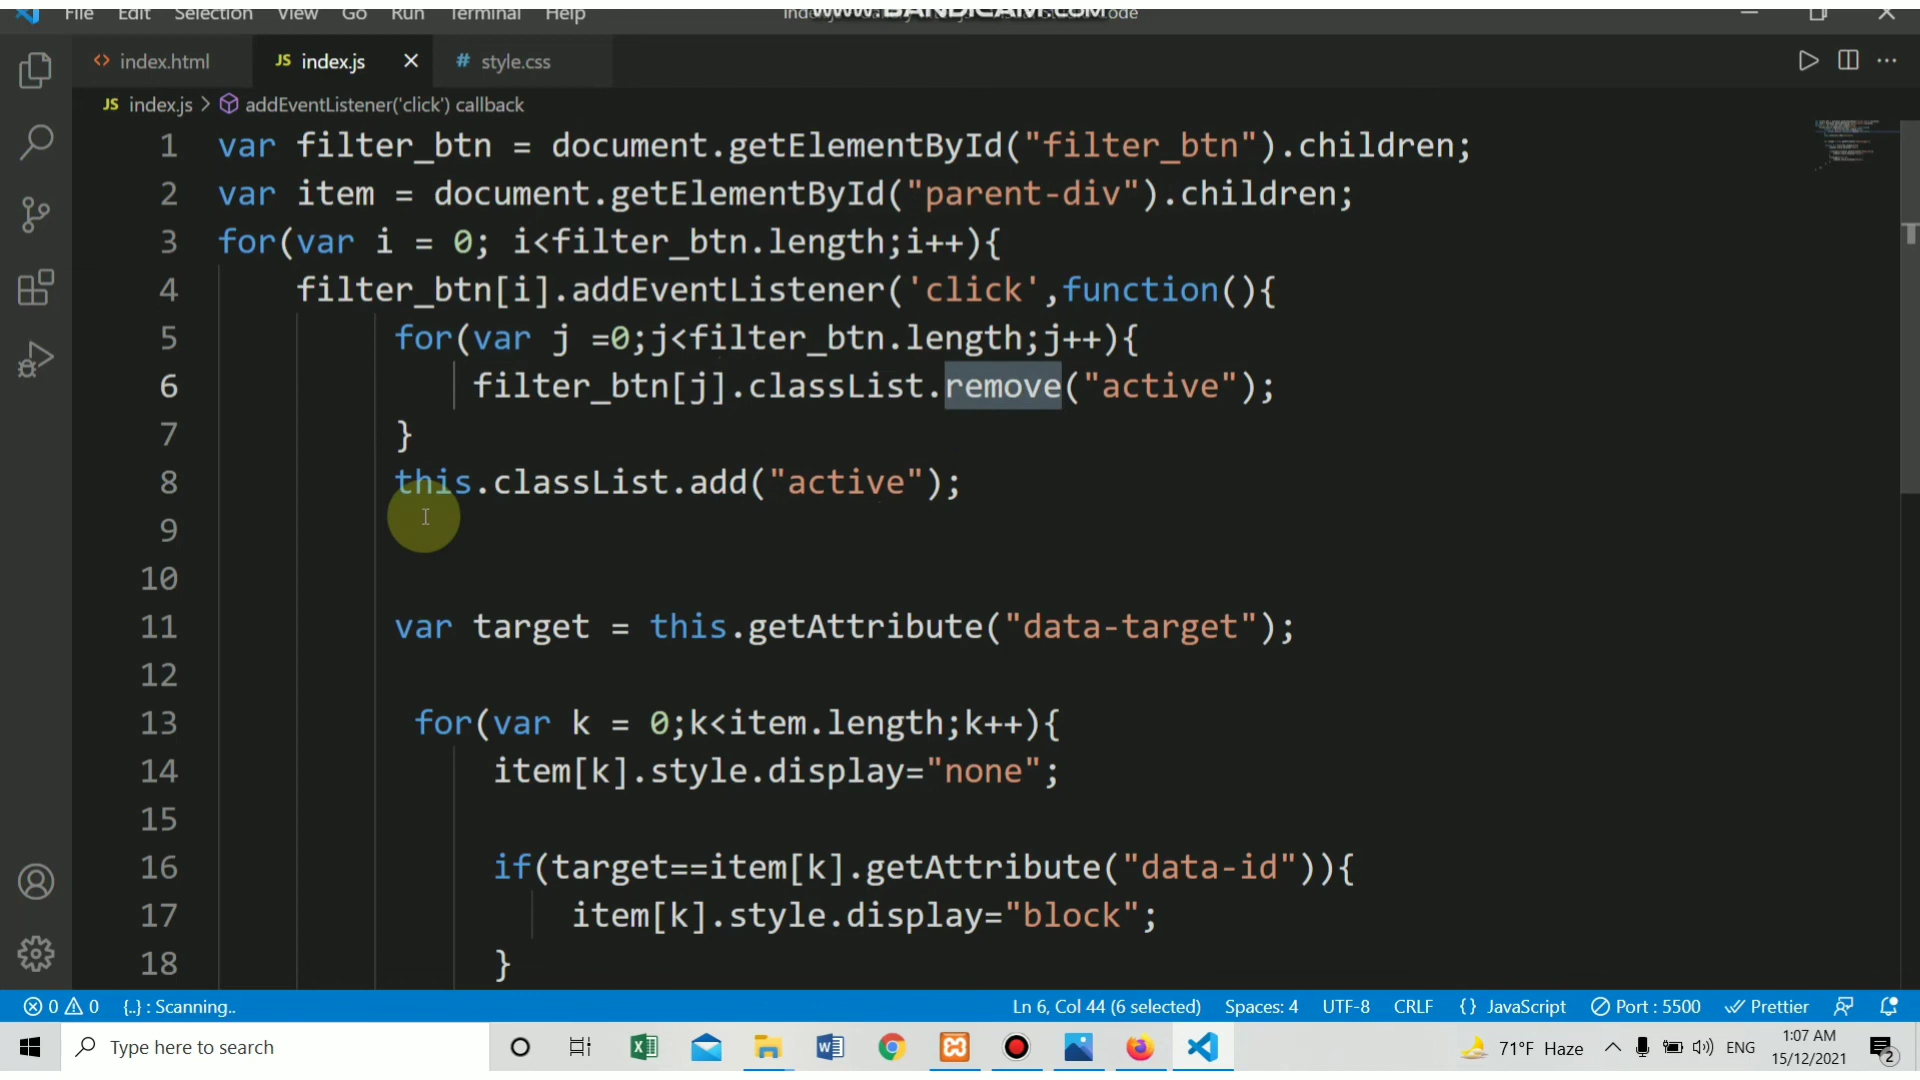 File Edit Selection View Go Run Terminal Help
www.BANDICAM.com
index.html
JS index.js
# style.css
JS index.js > addEventListener('click') callback
1 var filter_btn = document.getElementById("filter_btn").children;
2 var item = document.getElementById("parent-div").children;
3 for(var i = 0; i<filter_btn.length;i++){
4 filter_btn[i].addEventListener('click',function(){
5 for(var j =0;j<filter_btn.length;j++){
6 filter_btn[j].classList.remove("active");
7 }
8 this.classList.add("active");
9
10
11 var target = this.getAttribute("data-target");
12
13 for(var k = 0;k<item.length;k++){
14 item[k].style.display="none";
15
16 if(target==item[k].getAttribute("data-id")){
17 item[k].style.display="block";
18 }
0 0 {..} : Scanning.. Ln 6, Col 44 (6 selected) Spaces: 4 UTF-8 CRLF {} JavaScript Port : 5500 Prettier
Type here to search
71°F Haze
ENG
1:07 AM
15/12/2021
2